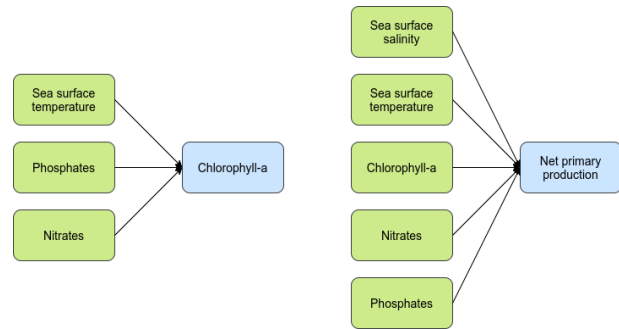 Sea surface
temperature
Phosphates
Nitrates
Chlorophyll-a
Sea surface
salinity
Sea surface
temperature
Chlorophyll-a
Nitrates
Phosphates
Net primary
production